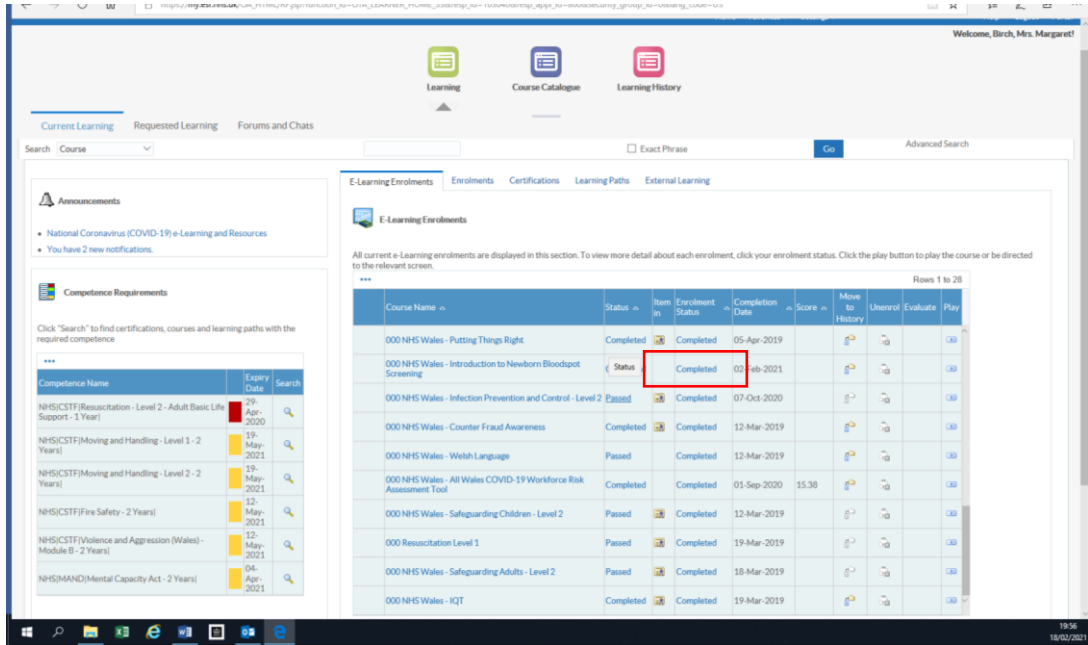 https://my.esr.nhs.uk/OA_HTML/RF.jsp?function_id=OTA_LEARNER_HOME_SS&resp_id=
Welcome, Birch, Mrs. Margaret!
Learning Course Catalogue Learning History
Current Learning Requested Learning Forums and Chats
Search Course Exact Phrase Go Advanced Search
Announcements
National Coronavirus (COVID-19) e-Learning and Resources
You have 2 new notifications.
Competence Requirements
Click "Search" to find certifications, courses and learning paths with the
required competence
Competence Name Expiry Date Search
NHS|CSTF|Resuscitation - Level 2 - Adult Basic Life
Support - 1 Year|
29-
Apr-
2020
NHS|CSTF|Moving and Handling - Level 1 - 2
Years|
19-
May-
2021
NHS|CSTF|Moving and Handling - Level 2 - 2
Years|
19-
May-
2021
NHS|CSTF|Fire Safety - 2 Years|
12-
May-
2021
NHS|CSTF|Violence and Aggression (Wales) -
Module B - 2 Years|
12-
May-
2021
NHS|MAND|Mental Capacity Act - 2 Years|
04-
Apr-
2021
E-Learning Enrolments Enrolments Certifications Learning Paths External Learning
E-Learning Enrolments
All current e-Learning enrolments are displayed in this section. To view more detail about each enrolment, click your enrolment status. Click the play button to play the course or be directed
to the relevant screen.
Rows 1 to 28
Course Name Status Item in Enrolment Status Completion Date Score Move to History Unenrol Evaluate Play
000 NHS Wales - Putting Things Right Completed Completed 05-Apr-2019
000 NHS Wales - Introduction to Newborn Bloodspot
Screening
Status Completed 02-Feb-2021
000 NHS Wales - Infection Prevention and Control - Level 2 Passed Completed 07-Oct-2020
000 NHS Wales - Counter Fraud Awareness Completed Completed 12-Mar-2019
000 NHS Wales - Welsh Language Passed Completed 12-Mar-2019
000 NHS Wales - All Wales COVID-19 Workforce Risk
Assessment Tool
Completed Completed 01-Sep-2020 15.38
000 NHS Wales - Safeguarding Children - Level 2 Passed Completed 12-Mar-2019
000 Resuscitation Level 1 Passed Completed 19-Mar-2019
000 NHS Wales - Safeguarding Adults - Level 2 Passed Completed 18-Mar-2019
000 NHS Wales - IQT Completed Completed 19-Mar-2019
19:56
18/02/2021